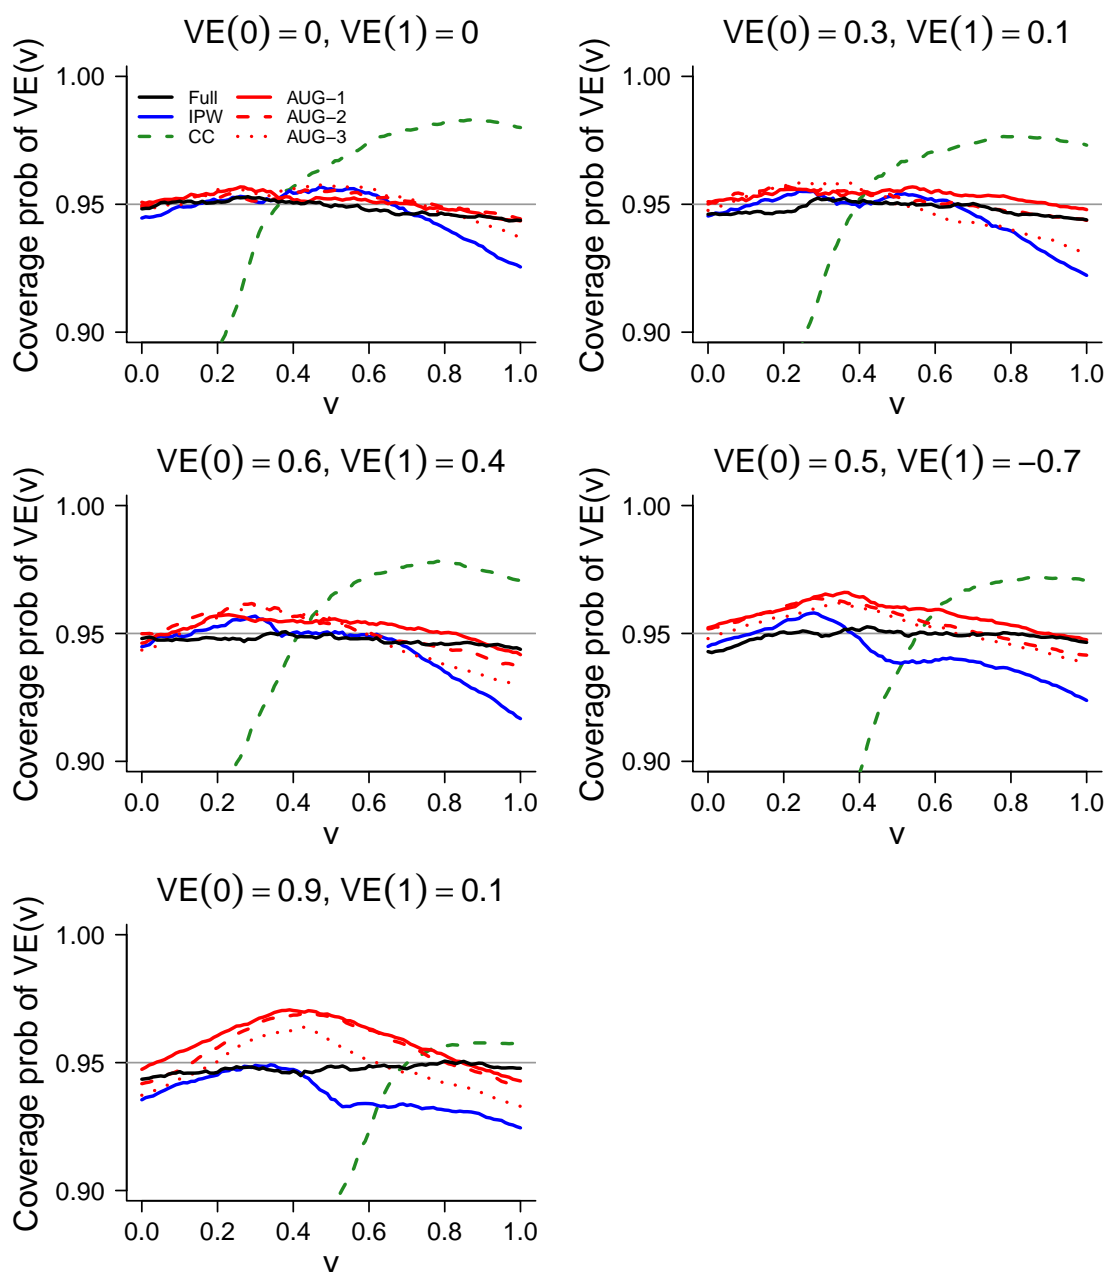 VE(0) = 0, VE(1) = 0
Coverage prob of VE(v)
1.00
0.95
0.90
Full
IPW
CC
AUG−1
AUG−2
AUG−3
0.0 0.2 0.4 0.6 0.8 1.0
v
VE(0) = 0.3, VE(1) = 0.1
Coverage prob of VE(v)
1.00
0.95
0.90
0.0 0.2 0.4 0.6 0.8 1.0
v
VE(0) = 0.6, VE(1) = 0.4
Coverage prob of VE(v)
1.00
0.95
0.90
0.0 0.2 0.4 0.6 0.8 1.0
v
VE(0) = 0.5, VE(1) = −0.7
Coverage prob of VE(v)
1.00
0.95
0.90
0.0 0.2 0.4 0.6 0.8 1.0
v
VE(0) = 0.9, VE(1) = 0.1
Coverage prob of VE(v)
1.00
0.95
0.90
0.0 0.2 0.4 0.6 0.8 1.0
v